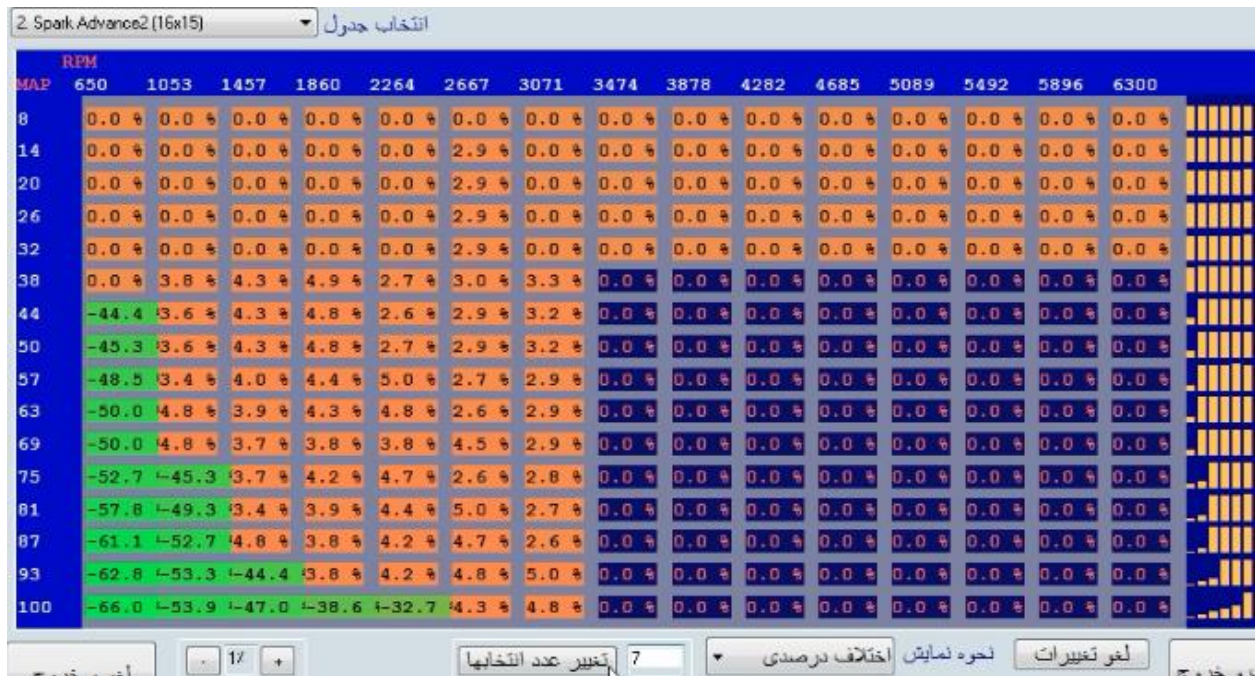 2. Spark Advance2 (16x15) انتخاب جدول
RPM
MAP 650 1053 1457 1860 2264 2667 3071 3474 3878 4282 4685 5089 5492 5896 6300
8 0.0 % 0.0 % 0.0 % 0.0 % 0.0 % 0.0 % 0.0 % 0.0 % 0.0 % 0.0 % 0.0 % 0.0 % 0.0 % 0.0 % 0.0 %
14 0.0 % 0.0 % 0.0 % 0.0 % 0.0 % 2.9 % 0.0 % 0.0 % 0.0 % 0.0 % 0.0 % 0.0 % 0.0 % 0.0 % 0.0 %
20 0.0 % 0.0 % 0.0 % 0.0 % 0.0 % 2.9 % 0.0 % 0.0 % 0.0 % 0.0 % 0.0 % 0.0 % 0.0 % 0.0 % 0.0 %
26 0.0 % 0.0 % 0.0 % 0.0 % 0.0 % 2.9 % 0.0 % 0.0 % 0.0 % 0.0 % 0.0 % 0.0 % 0.0 % 0.0 % 0.0 %
32 0.0 % 0.0 % 0.0 % 0.0 % 0.0 % 2.9 % 0.0 % 0.0 % 0.0 % 0.0 % 0.0 % 0.0 % 0.0 % 0.0 % 0.0 %
38 0.0 % 3.8 % 4.3 % 4.9 % 2.7 % 3.0 % 3.3 % 0.0 % 0.0 % 0.0 % 0.0 % 0.0 % 0.0 % 0.0 % 0.0 %
44 -44.4 3.6 % 4.3 % 4.8 % 2.6 % 2.9 % 3.2 % 0.0 % 0.0 % 0.0 % 0.0 % 0.0 % 0.0 % 0.0 % 0.0 %
50 -45.3 3.6 % 4.3 % 4.8 % 2.7 % 2.9 % 3.2 % 0.0 % 0.0 % 0.0 % 0.0 % 0.0 % 0.0 % 0.0 % 0.0 %
57 -48.5 3.4 % 4.0 % 4.4 % 5.0 % 2.7 % 2.9 % 0.0 % 0.0 % 0.0 % 0.0 % 0.0 % 0.0 % 0.0 % 0.0 %
63 -50.0 4.8 % 3.9 % 4.3 % 4.8 % 2.6 % 2.9 % 0.0 % 0.0 % 0.0 % 0.0 % 0.0 % 0.0 % 0.0 % 0.0 %
69 -50.0 4.8 % 3.7 % 3.8 % 3.8 % 4.5 % 2.9 % 0.0 % 0.0 % 0.0 % 0.0 % 0.0 % 0.0 % 0.0 % 0.0 %
75 -52.7 -45.3 3.7 % 4.2 % 4.7 % 2.6 % 2.8 % 0.0 % 0.0 % 0.0 % 0.0 % 0.0 % 0.0 % 0.0 % 0.0 %
81 -57.8 -49.3 3.4 % 3.9 % 4.4 % 5.0 % 2.7 % 0.0 % 0.0 % 0.0 % 0.0 % 0.0 % 0.0 % 0.0 % 0.0 %
87 -61.1 -52.7 4.8 % 3.8 % 4.2 % 4.7 % 2.6 % 0.0 % 0.0 % 0.0 % 0.0 % 0.0 % 0.0 % 0.0 % 0.0 %
93 -62.8 -53.3 -44.4 3.8 % 4.2 % 4.8 % 5.0 % 0.0 % 0.0 % 0.0 % 0.0 % 0.0 % 0.0 % 0.0 % 0.0 %
100 -66.0 -53.9 -47.0 -38.6 -32.7 4.3 % 4.8 % 0.0 % 0.0 % 0.0 % 0.0 % 0.0 % 0.0 % 0.0 % 0.0 %
لغو تغییرات نحوه نمایش اختلاف درصدی 7 تغییر عدد انتخابها + 1% -